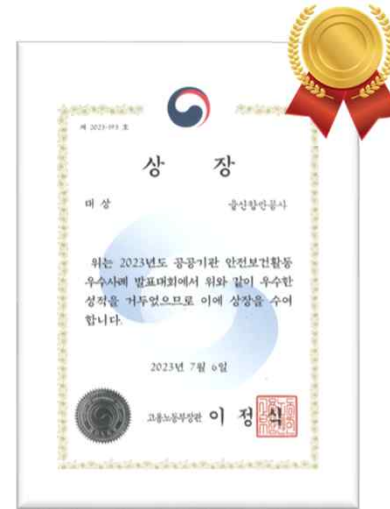 제 2023-193 호
상 장
대 상
울산항만공사
위는 2023년도 공공기관 안전보건활동
우수사례 발표대회에서 위와 같이 우수한
성적을 거두었으므로 이에 상장을 수여
합니다.
2023년 7월 6일
고용노동부장관 이 정 식